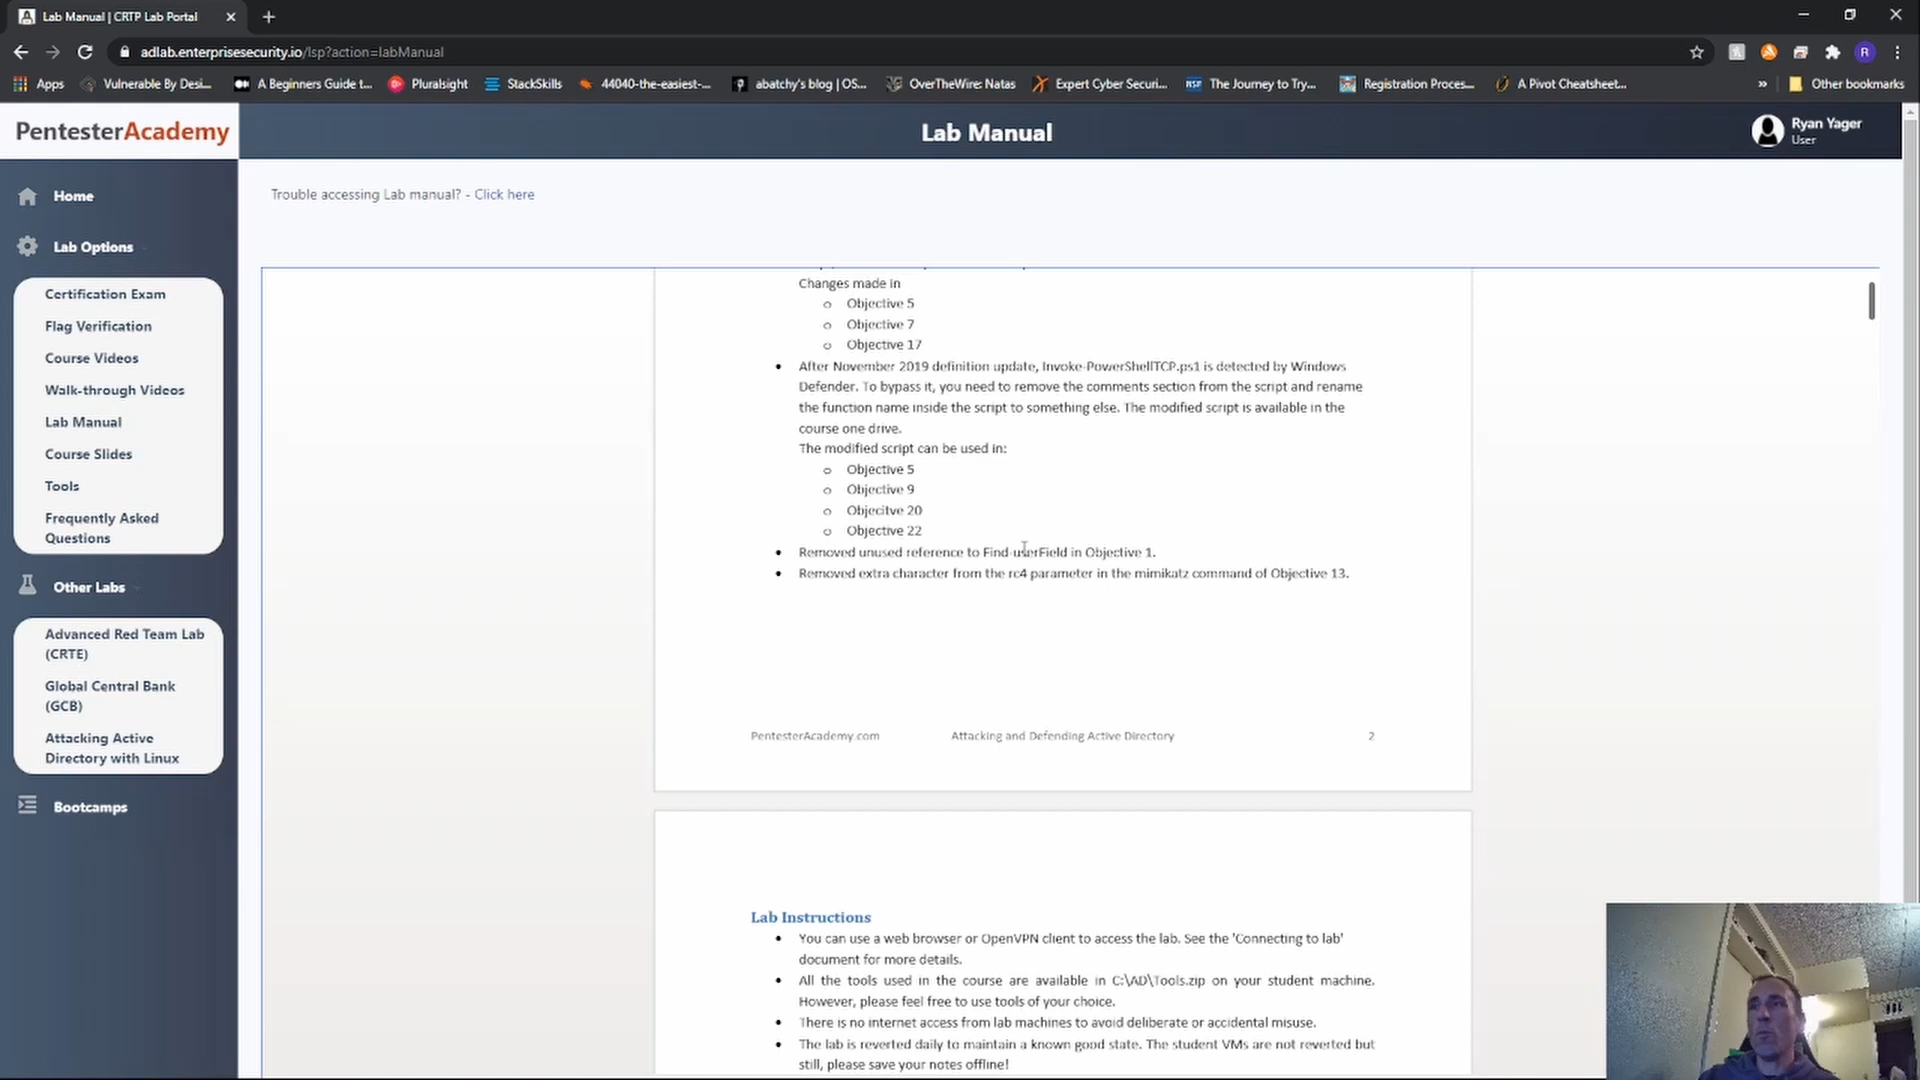 Lab Manual | CRTP Lab Portal
adlab.enterprisesecurity.io/lsp?action=labManual
R
Apps
Vulnerable By Desi...
A Beginners Guide t...
Pluralsight
StackSkills
44040-the-easiest-...
abatchy's blog | OS...
OverTheWire: Natas
Expert Cyber Securi...
The Journey to Try...
Registration Proces...
A Pivot Cheatsheet...
»
Other bookmarks
PentesterAcademy
Lab Manual
Ryan Yager
User
Home
Lab Options
Certification Exam
Flag Verification
Course Videos
Walk-through Videos
Lab Manual
Course Slides
Tools
Frequently Asked
Questions
Other Labs
Advanced Red Team Lab
(CRTE)
Global Central Bank
(GCB)
Attacking Active
Directory with Linux
Bootcamps
Trouble accessing Lab manual? - Click here
Changes made in
o Objective 5
o Objective 7
o Objective 17
• After November 2019 definition update, Invoke-PowerShellTCP.ps1 is detected by Windows
Defender. To bypass it, you need to remove the comments section from the script and rename
the function name inside the script to something else. The modified script is available in the
course one drive.
The modified script can be used in:
o Objective 5
o Objective 9
o Objecitve 20
o Objective 22
• Removed unused reference to Find-userField in Objective 1.
• Removed extra character from the rc4 parameter in the mimikatz command of Objective 13.
PentesterAcademy.com Attacking and Defending Active Directory 2
Lab Instructions
• You can use a web browser or OpenVPN client to access the lab. See the 'Connecting to lab'
document for more details.
• All the tools used in the course are available in C:\AD\Tools.zip on your student machine.
However, please feel free to use tools of your choice.
• There is no internet access from lab machines to avoid deliberate or accidental misuse.
• The lab is reverted daily to maintain a known good state. The student VMs are not reverted but
still, please save your notes offline!